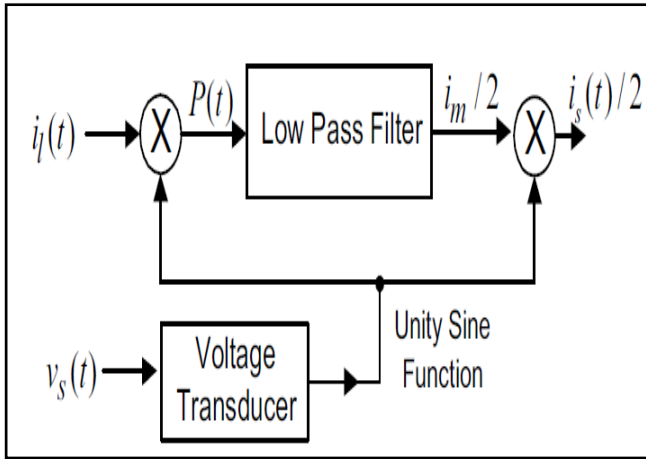 i_l(t)
X
P(t)
Low Pass Filter
i_m/2
X
i_s(t)/2
v_s(t)
Voltage
Transducer
Unity Sine
Function